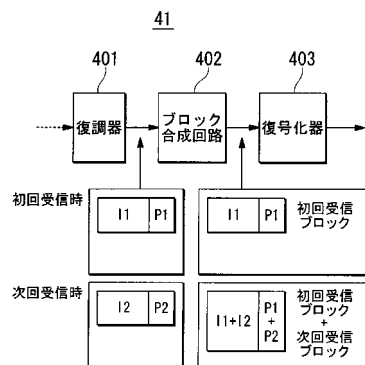 41
401
402
403
復調器
ブロック
合成回路
復号化器
初回受信時
I1
P1
I1
P1
初回受信
ブロック
次回受信時
I2
P2
I1+I2
P1
+
P2
初回受信
ブロック
+
次回受信
ブロック